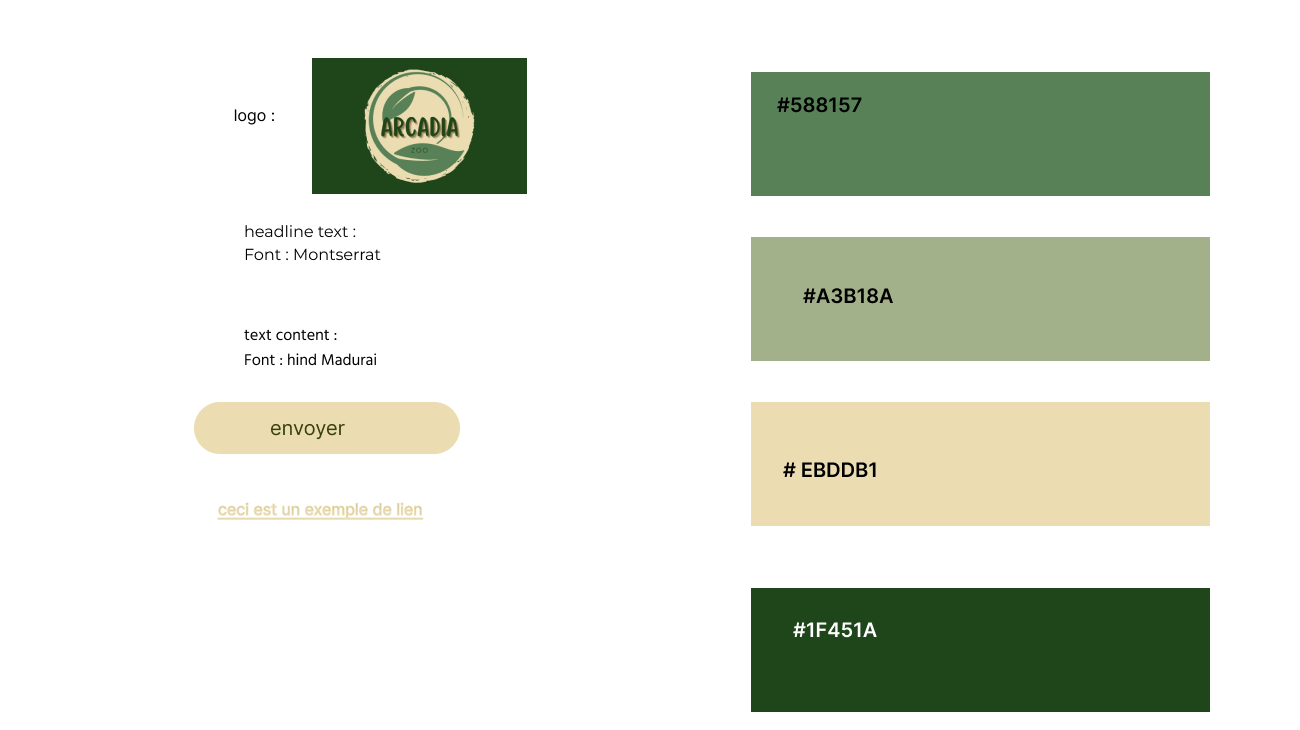 logo :
ARCADIA
ZOO
headline text :
Font : Montserrat
text content :
Font : hind Madurai
envoyer
ceci est un exemple de lien
#588157
#A3B18A
# EBDDB1
#1F451A